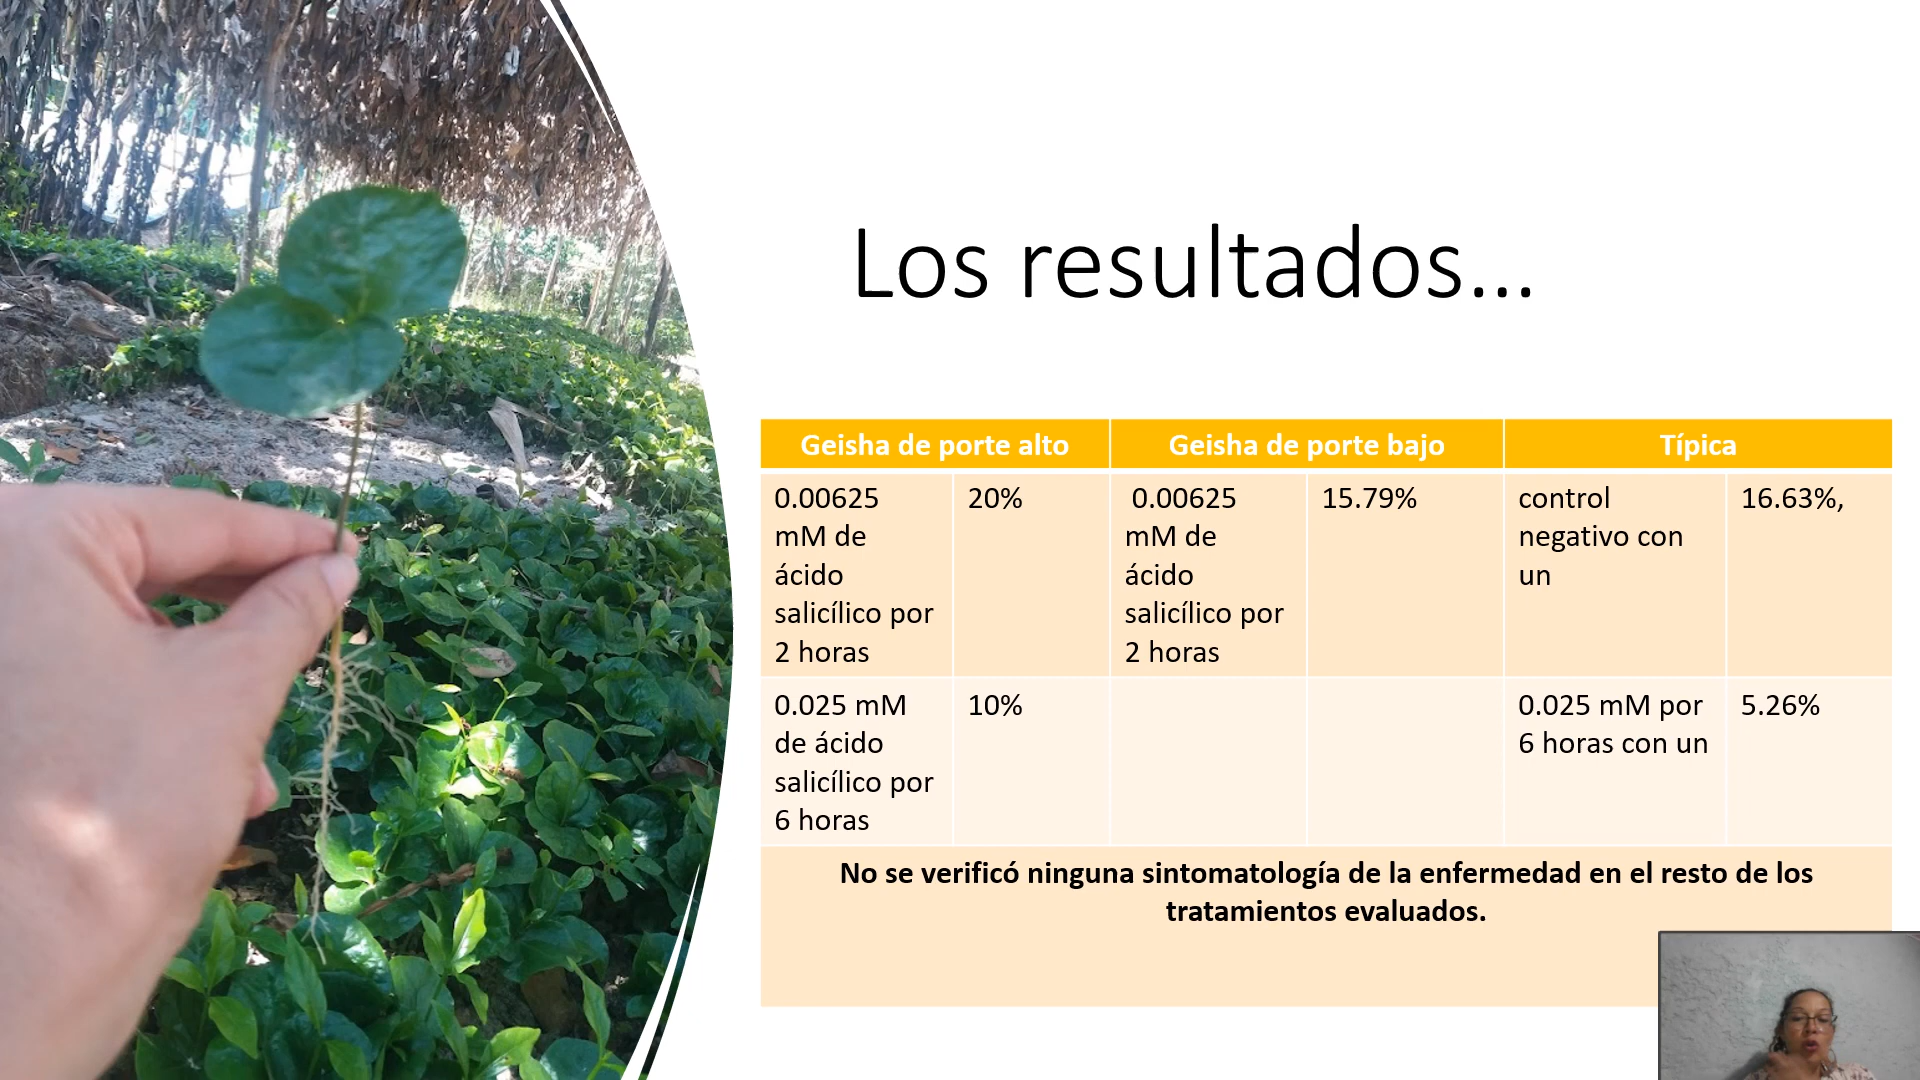 Los resultados...
Geisha de porte alto
Geisha de porte bajo
Típica
0.00625
mM de
ácido
salicílico por
2 horas
20%
0.00625
mM de
ácido
salicílico por
2 horas
15.79%
control
negativo con
un
16.63%,
0.025 mM
de ácido
salicílico por
6 horas
10%
0.025 mM por
6 horas con un
5.26%
No se verificó ninguna sintomatología de la enfermedad en el resto de los
tratamientos evaluados.